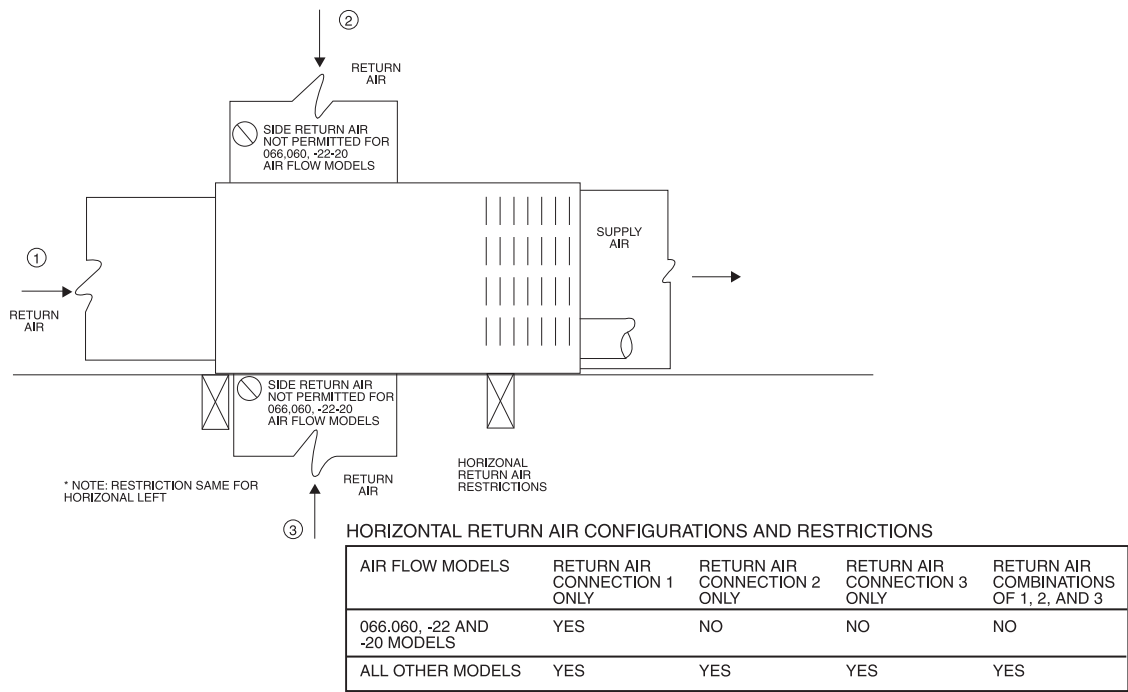 ②
RETURN
AIR
SIDE RETURN AIR
NOT PERMITTED FOR
066,060, -22-20
AIR FLOW MODELS
①
RETURN
AIR
SUPPLY
AIR
SIDE RETURN AIR
NOT PERMITTED FOR
066,060, -22-20
AIR FLOW MODELS
* NOTE: RESTRICTION SAME FOR
HORIZONAL LEFT
RETURN
AIR
③
HORIZONAL
RETURN AIR
RESTRICTIONS
HORIZONTAL RETURN AIR CONFIGURATIONS AND RESTRICTIONS
AIR FLOW MODELS
RETURN AIR
CONNECTION 1
ONLY
RETURN AIR
CONNECTION 2
ONLY
RETURN AIR
CONNECTION 3
ONLY
RETURN AIR
COMBINATIONS
OF 1, 2, AND 3
066.060, -22 AND
-20 MODELS
YES
NO
NO
NO
ALL OTHER MODELS
YES
YES
YES
YES